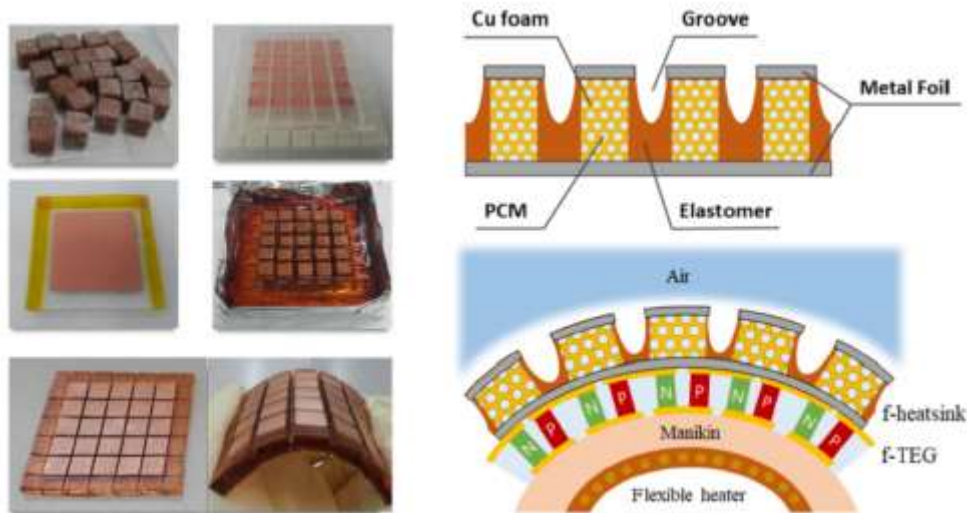 Cu foam
Groove
Metal Foil
PCM
Elastomer
Air
N P N P N P N P N P
f-heatsink
Manikin
f-TEG
Flexible heater